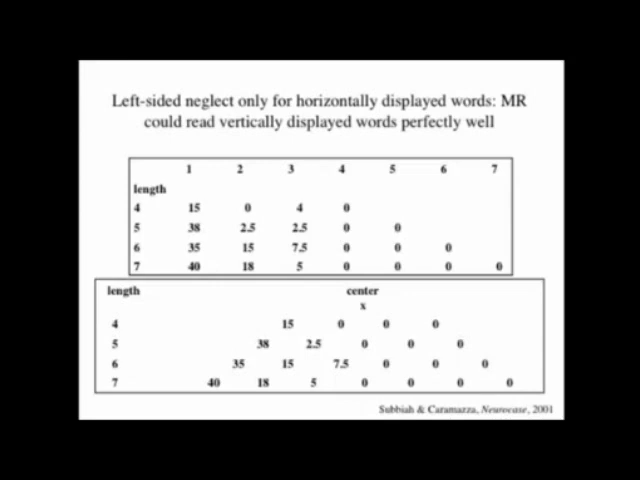 Left-sided neglect only for horizontally displayed words: MR
could read vertically displayed words perfectly well
1 2 3 4 5 6 7
length
4 15 0 4 0
5 38 2.5 2.5 0 0
6 35 15 7.5 0 0 0
7 40 18 5 0 0 0 0
length center
x
4 15 0 0 0
5 38 2.5 0 0 0
6 35 15 7.5 0 0 0
7 40 18 5 0 0 0 0
Subbiah & Caramazza, Neurocase, 2001